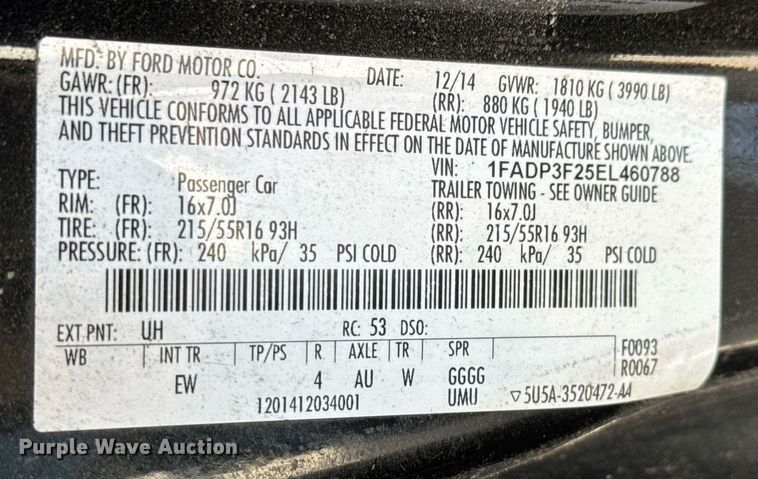 MFD. BY FORD MOTOR CO.
DATE: 12/14 GVWR: 1810 KG ( 3990 LB)
GAWR: (FR): 972 KG ( 2143 LB) (RR): 880 KG ( 1940 LB)
THIS VEHICLE CONFORMS TO ALL APPLICABLE FEDERAL MOTOR VEHICLE SAFETY, BUMPER,
AND THEFT PREVENTION STANDARDS IN EFFECT ON THE DATE OF MANUFACTURE SHOWN ABOVE.
VIN: 1FADP3F25EL460788
TYPE: Passenger Car TRAILER TOWING - SEE OWNER GUIDE
RIM: (FR): 16x7.0J (RR): 16x7.0J
TIRE: (FR): 215/55R16 93H (RR): 215/55R16 93H
PRESSURE: (FR): 240 kPa/ 35 PSI COLD (RR): 240 kPa/ 35 PSI COLD
EXT PNT: UH RC: 53 DSO:
WB INT TR TP/PS R AXLE TR SPR F0093
R0067
EW 4 AU W GGGG
UMU
1201412034001
5U5A-3520472-AA
Purple Wave Auction